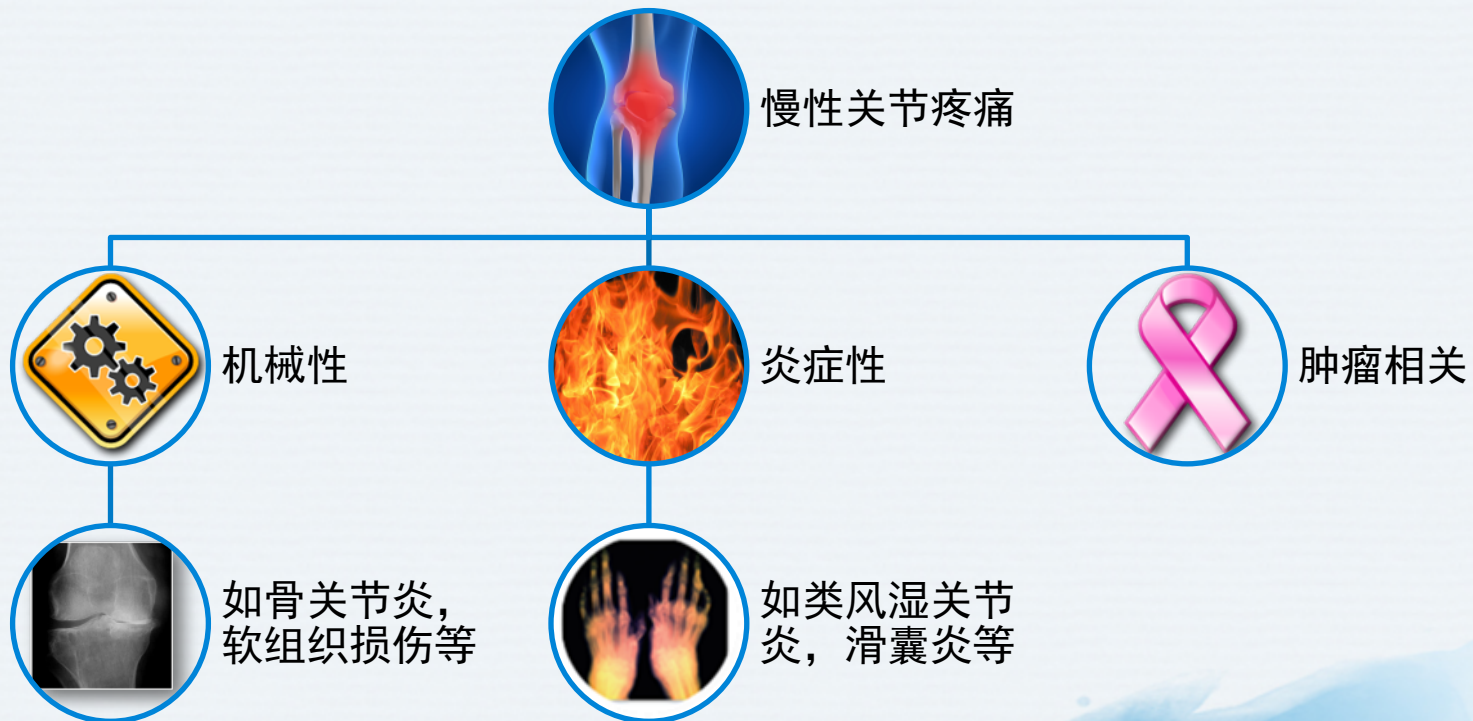 慢性关节疼痛
机械性
炎症性
肿瘤相关
如骨关节炎，
软组织损伤等
如类风湿关节
炎，滑囊炎等